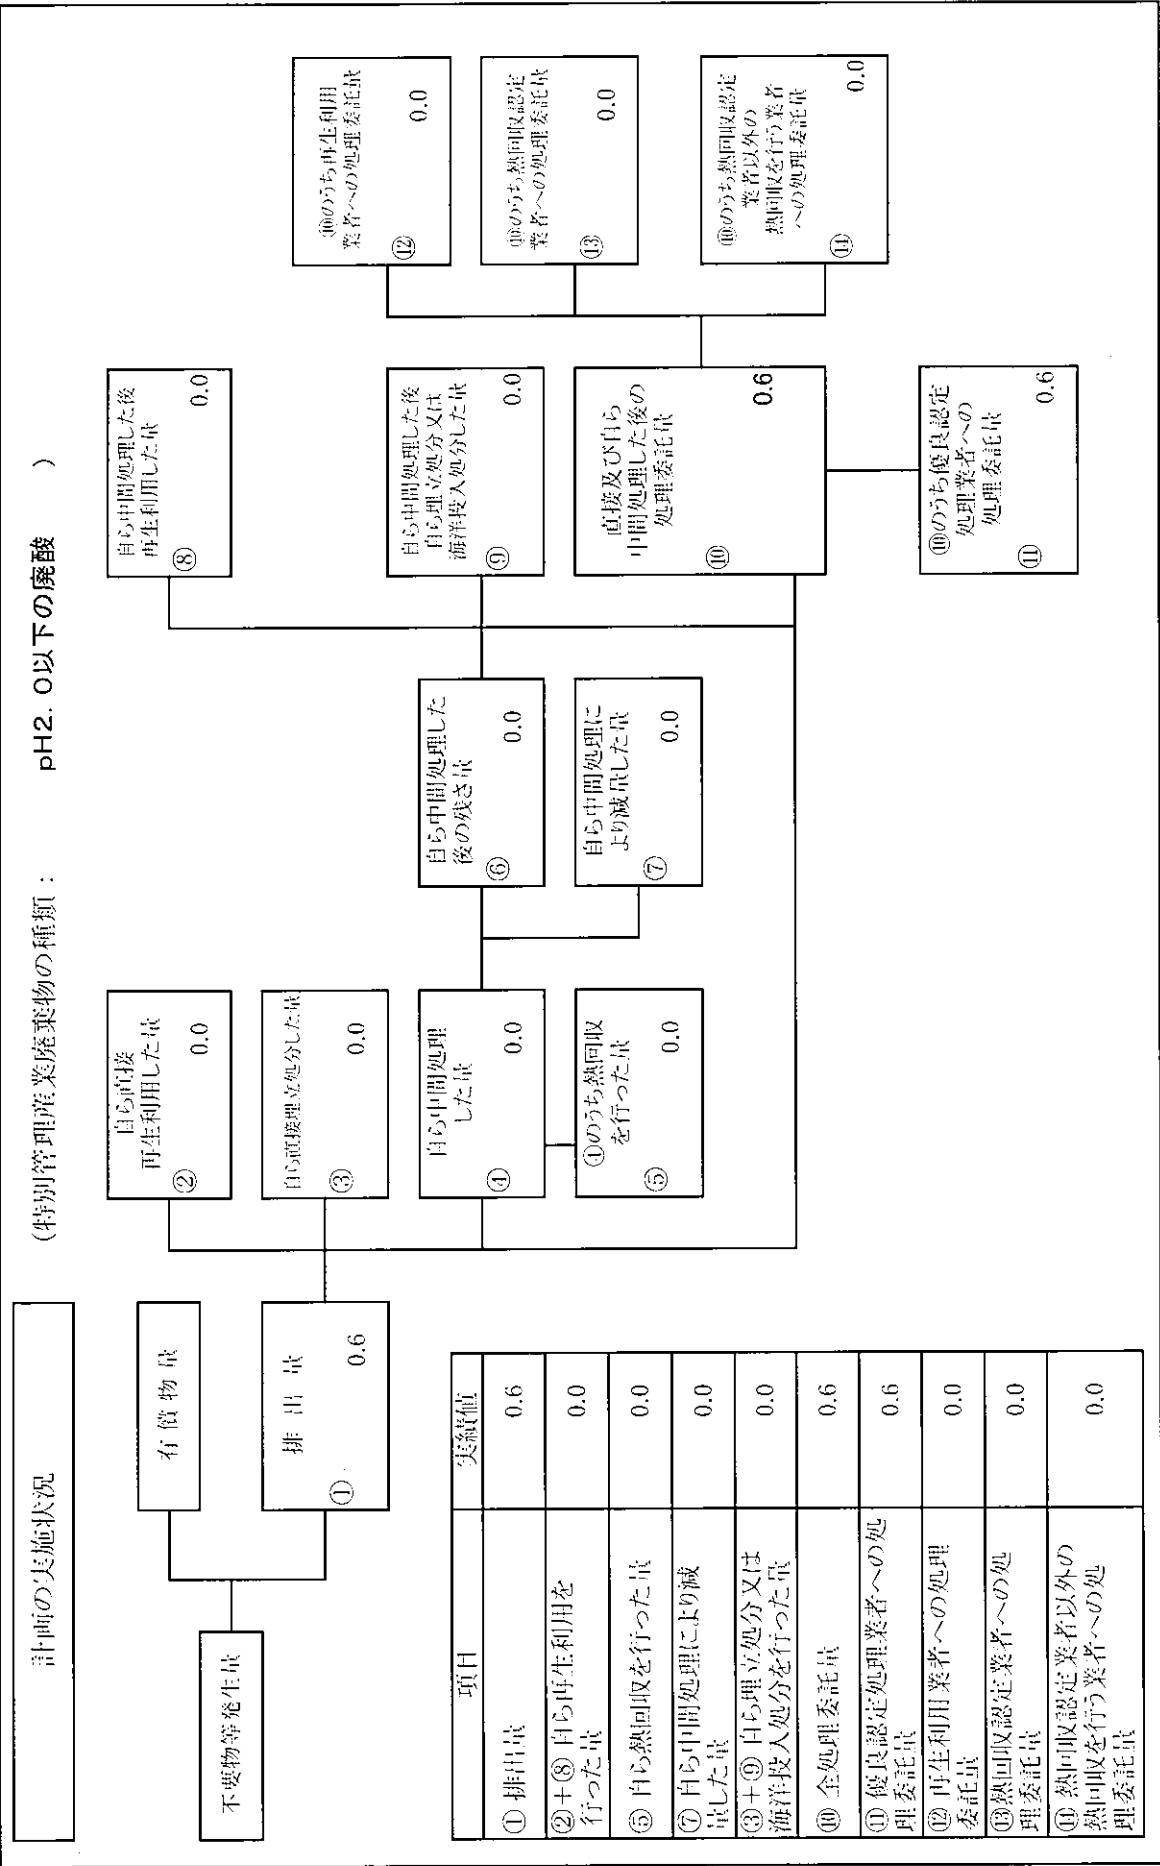 計画の実施状況
(特別管理産業廃棄物の種類: pH2. 0以下の廃酸 )
不要物等発生量
有償物量
排出量
① 0.6
自ら直接
再生利用した量
② 0.0
自ら直接埋立処分した量
③ 0.0
自ら中間処理
した量
④ 0.0
④のうち熱回収
を行った量
⑤ 0.0
自ら中間処理した
後の残さ量
⑥ 0.0
自ら中間処理に
より減量した量
⑦ 0.0
自ら中間処理した後
再生利用した量
⑧ 0.0
自ら中間処理した後
自ら埋立処分又は
海洋投入処分した量
⑨ 0.0
直接及び自ら
中間処理した後の
処理委託量
⑩ 0.6
⑩のうち優良認定
処理業者への
処理委託量
⑪ 0.6
⑩のうち再生利用
業者への処理委託量
⑫ 0.0
⑩のうち熱回収認定
業者への処理委託量
⑬ 0.0
⑩のうち熱回収認定
業者以外の
熱回収を行う業者
への処理委託量
⑭ 0.0
項目 実績値
① 排出量 0.6
②+⑧ 自ら再生利用を
行った量 0.0
⑤ 自ら熱回収を行った量 0.0
⑦ 自ら中間処理により減
量した量 0.0
③+⑨ 自ら埋立処分又は
海洋投入処分を行った量 0.0
⑩ 全処理委託量 0.6
⑪ 優良認定処理業者への処
理委託量 0.6
⑫ 再生利用業者への処理
委託量 0.0
⑬熱回収認定業者への処
理委託量 0.0
⑭ 熱回収認定業者以外の
熱回収を行う業者への処
理委託量 0.0